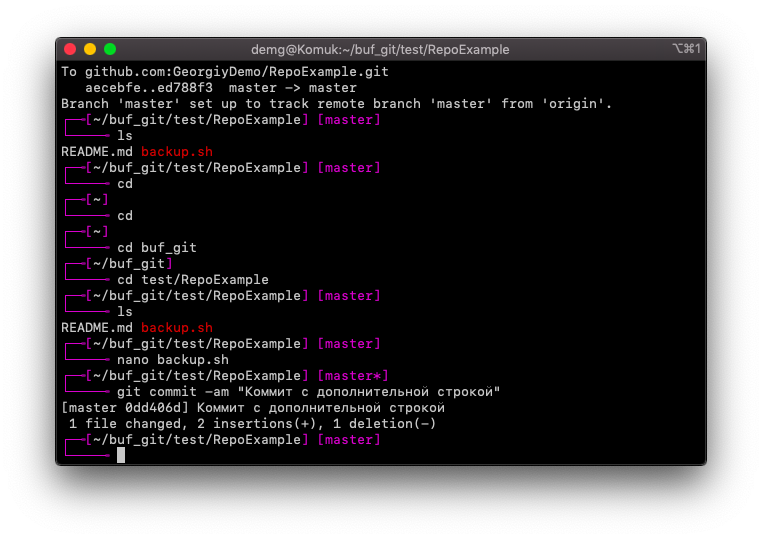 demg@Komuk:~/buf_git/test/RepoExample ⌥⌘1
To github.com:GeorgiyDemo/RepoExample.git
   aecebfe..ed788f3  master -> master
Branch 'master' set up to track remote branch 'master' from 'origin'.
[~/buf_git/test/RepoExample] [master]
ls
README.md backup.sh
[~/buf_git/test/RepoExample] [master]
cd
[~]
cd
[~]
cd buf_git
[~/buf_git]
cd test/RepoExample
[~/buf_git/test/RepoExample] [master]
ls
README.md backup.sh
[~/buf_git/test/RepoExample] [master]
nano backup.sh
[~/buf_git/test/RepoExample] [master*]
git commit -am "Коммит с дополнительной строкой"
[master 0dd406d] Коммит с дополнительной строкой
 1 file changed, 2 insertions(+), 1 deletion(-)
[~/buf_git/test/RepoExample] [master]